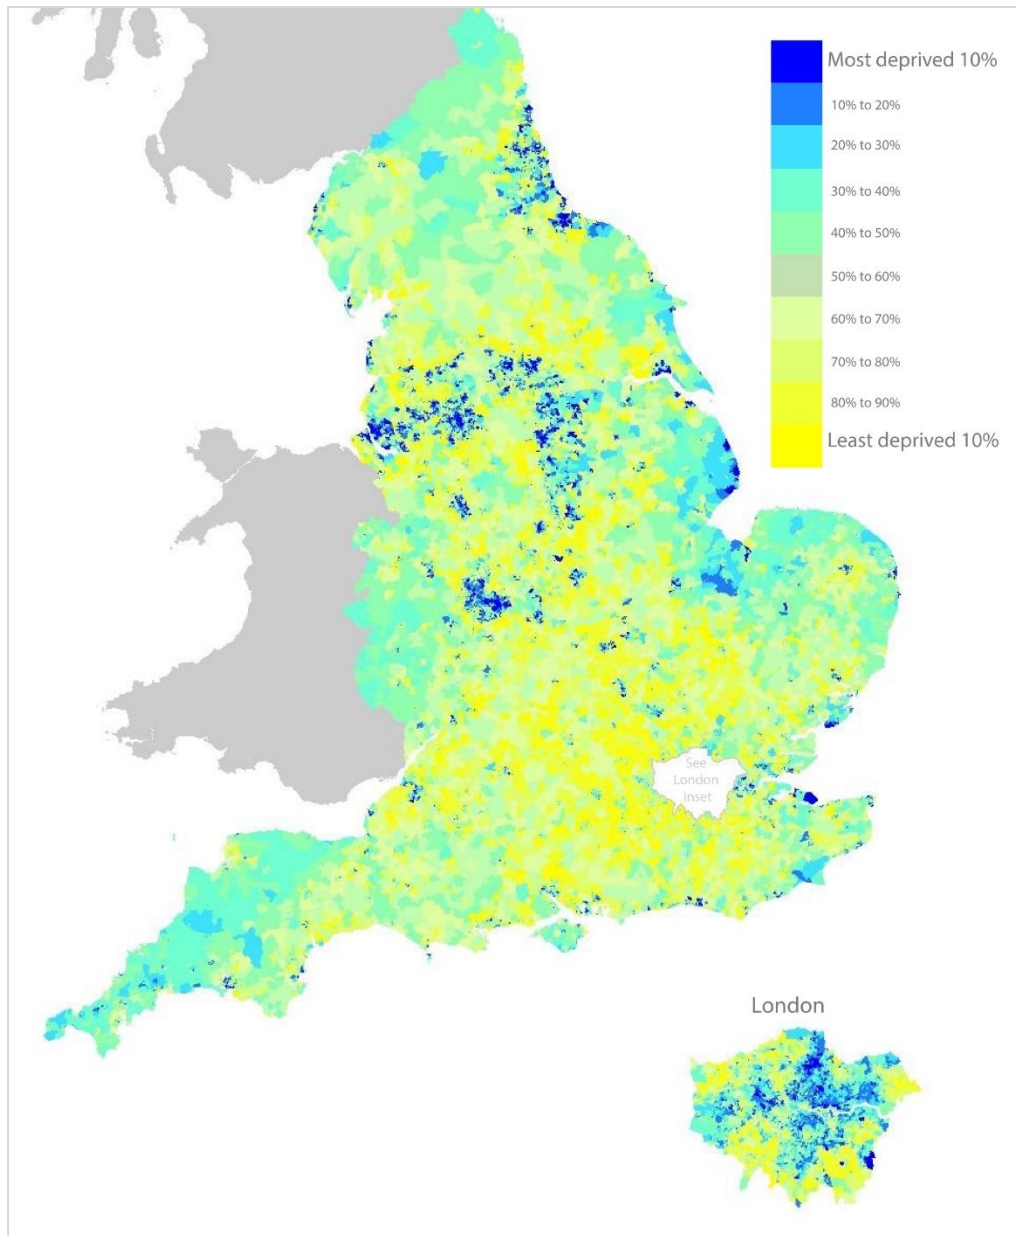 Most deprived 10%
10% to 20%
20% to 30%
30% to 40%
40% to 50%
50% to 60%
60% to 70%
70% to 80%
80% to 90%
Least deprived 10%
See
London
inset
London